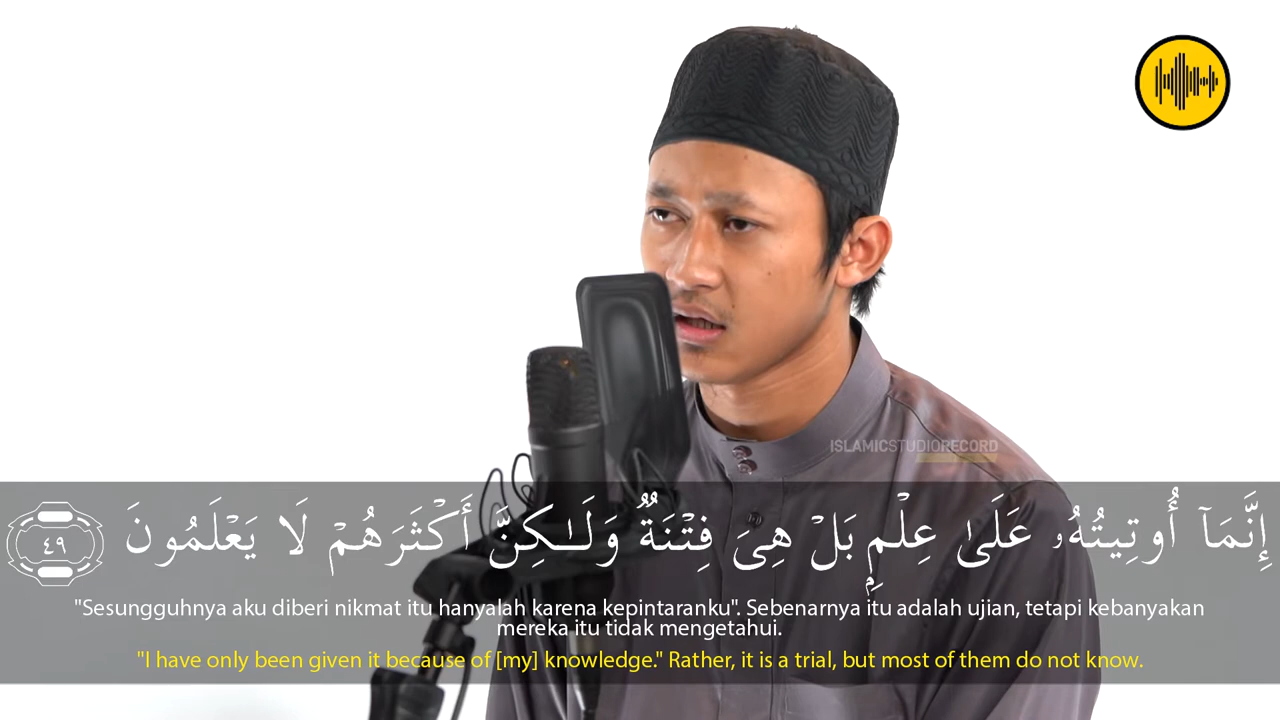 ISLAMICSTUDIORECORD
إِنَّمَآ أُوتِيتُهُۥ عَلَىٰ عِلْمٍۭ بَلْ هِىَ فِتْنَةٌۭ وَلَـٰكِنَّ أَكْثَرَهُمْ لَا يَعْلَمُونَ ٤٩
"Sesungguhnya aku diberi nikmat itu hanyalah karena kepintaranku". Sebenarnya itu adalah ujian, tetapi kebanyakan
mereka itu tidak mengetahui.
"I have only been given it because of [my] knowledge." Rather, it is a trial, but most of them do not know.